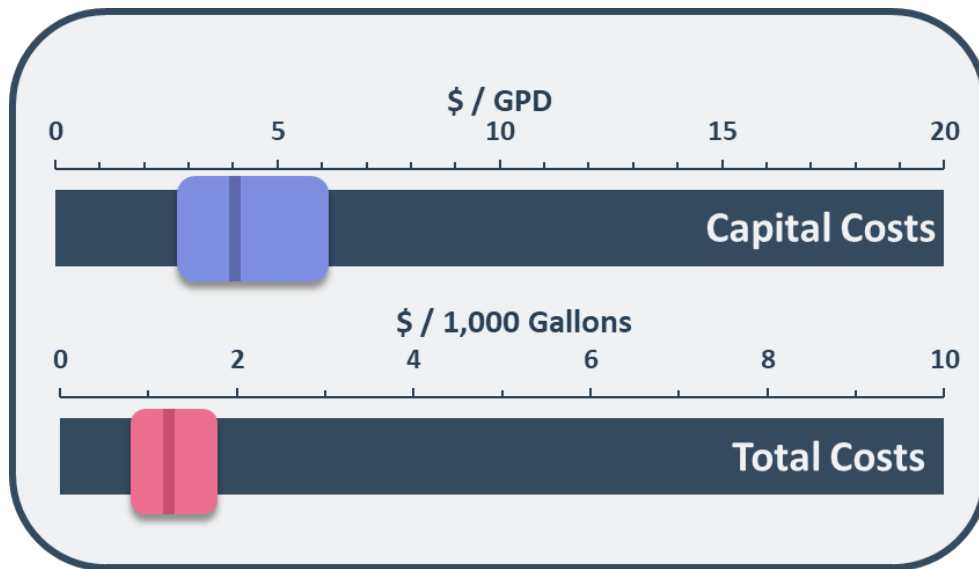 $ / GPD
0 5 10 15 20
Capital Costs
$ / 1,000 Gallons
0 2 4 6 8 10
Total Costs